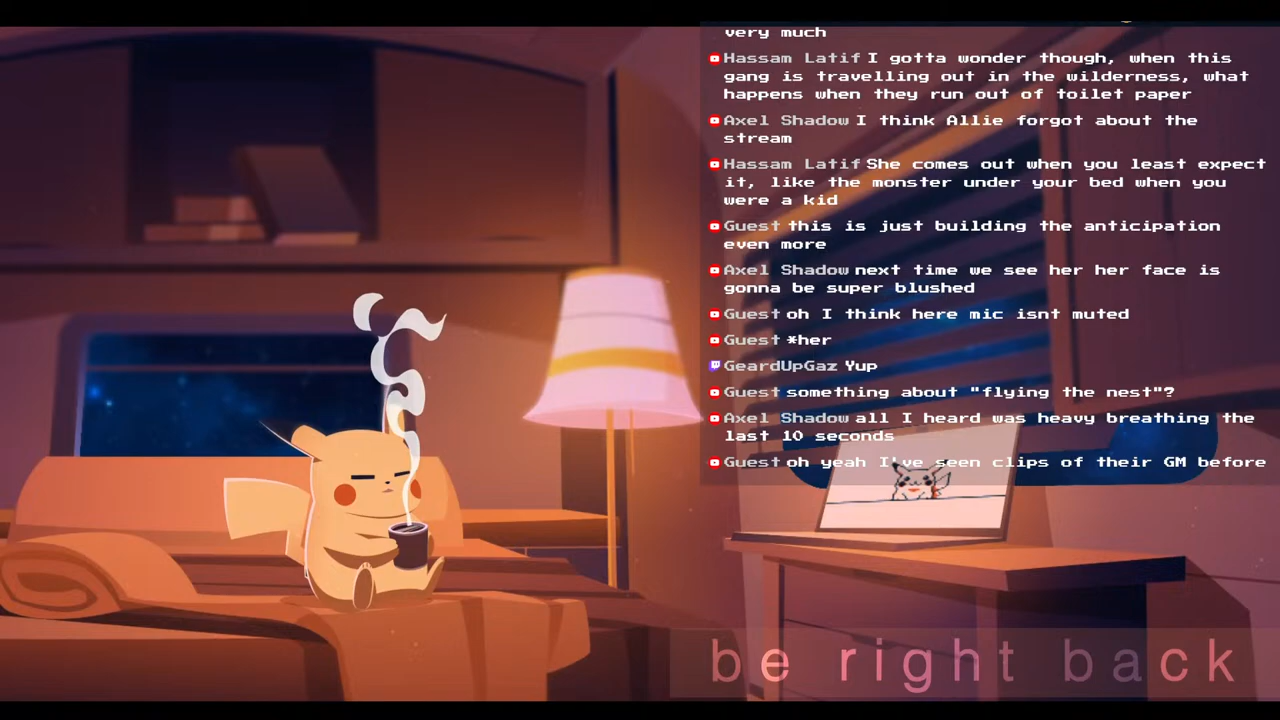 very much
Hassam Latif I gotta wonder though, when this
gang is travelling out in the wilderness, what
happens when they run out of toilet paper
Axel Shadow I think Allie forgot about the
stream
Hassam Latif She comes out when you least expect
it, like the monster under your bed when you
were a kid
Guest this is just building the anticipation
even more
Axel Shadow next time we see her her face is
gonna be super blushed
Guest oh I think here mic isnt muted
Guest *her
GeardUpGaz Yup
Guest something about "flying the nest"?
Axel Shadow all I heard was heavy breathing the
last 10 seconds
Guest oh yeah I've seen clips of their GM before
be right back